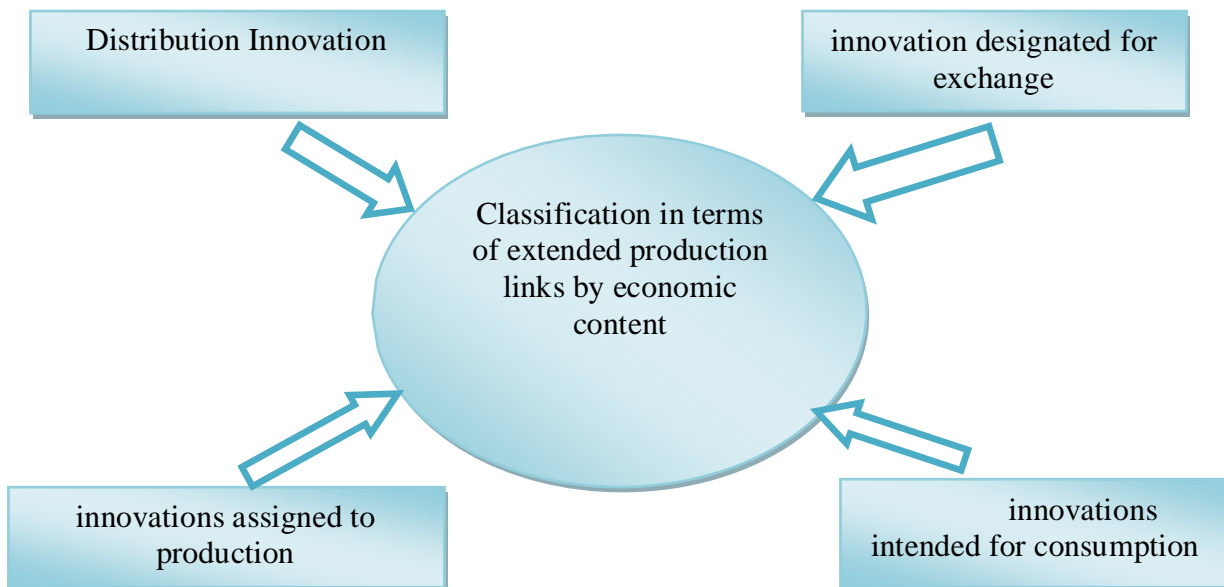 Distribution Innovation
innovation designated for
exchange
Classification in terms
of extended production
links by economic
content
innovations assigned to
production
innovations
intended for consumption